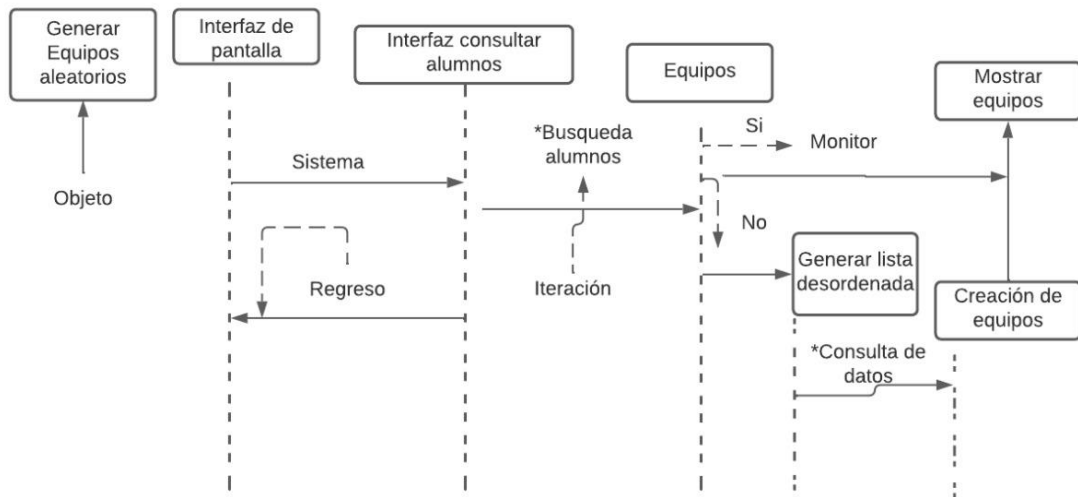 Generar
Equipos
aleatorios
Interfaz de
pantalla
Interfaz consultar
alumnos
Equipos
Mostrar
equipos
*Busqueda
alumnos
Si
Monitor
Sistema
Objeto
No
Regreso
Iteración
Generar lista
desordenada
Creación de
equipos
*Consulta de
datos